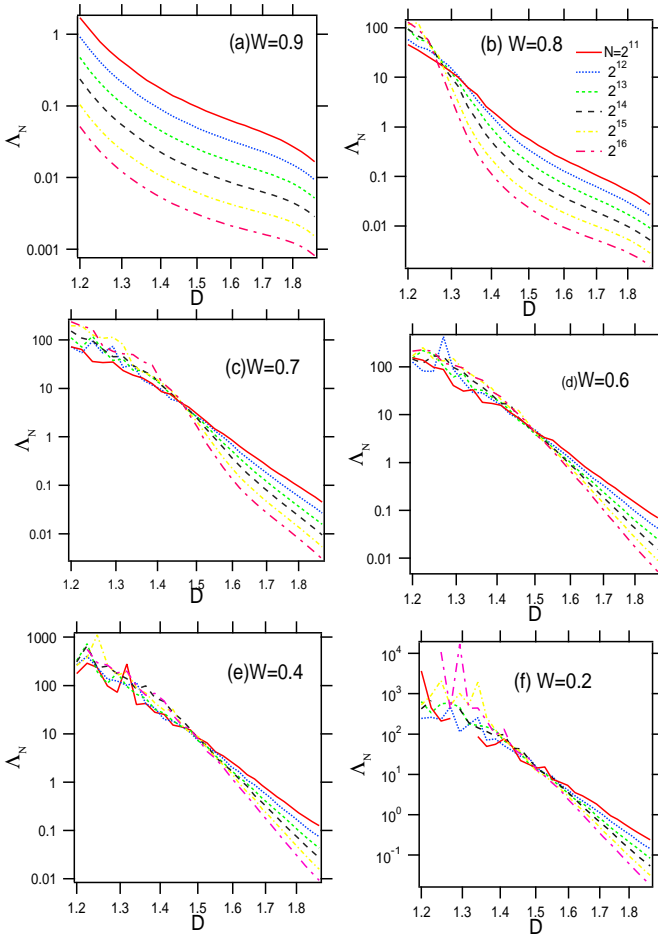 (a)W=0.9
1
0.1
0.01
0.001
Λ_N
1.2 1.3 1.4 1.5 1.6 1.7 1.8
D
(b) W=0.8
N=2^11
2^12
2^13
2^14
2^15
2^16
100
10
1
0.1
0.01
Λ_N
1.2 1.3 1.4 1.5 1.6 1.7 1.8
D
(c)W=0.7
100
10
1
0.1
0.01
Λ_N
1.2 1.3 1.4 1.5 1.6 1.7 1.8
D
(d)W=0.6
100
10
1
0.1
0.01
Λ_N
1.2 1.3 1.4 1.5 1.6 1.7 1.8
D
(e)W=0.4
1000
100
10
1
0.1
0.01
Λ_N
1.2 1.3 1.4 1.5 1.6 1.7 1.8
D
(f) W=0.2
10^4
10^3
10^2
10^1
10^0
10^-1
Λ_N
1.2 1.3 1.4 1.5 1.6 1.7 1.8
D